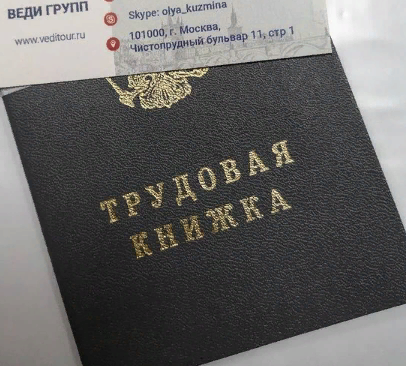 ВЕДИ ГРУПП
www.veditour.ru
Skype: olya_kuzmina
101000, г. Москва,
Чистопрудный бульвар 11, стр 1
ТРУДОВАЯ
КНИЖКА